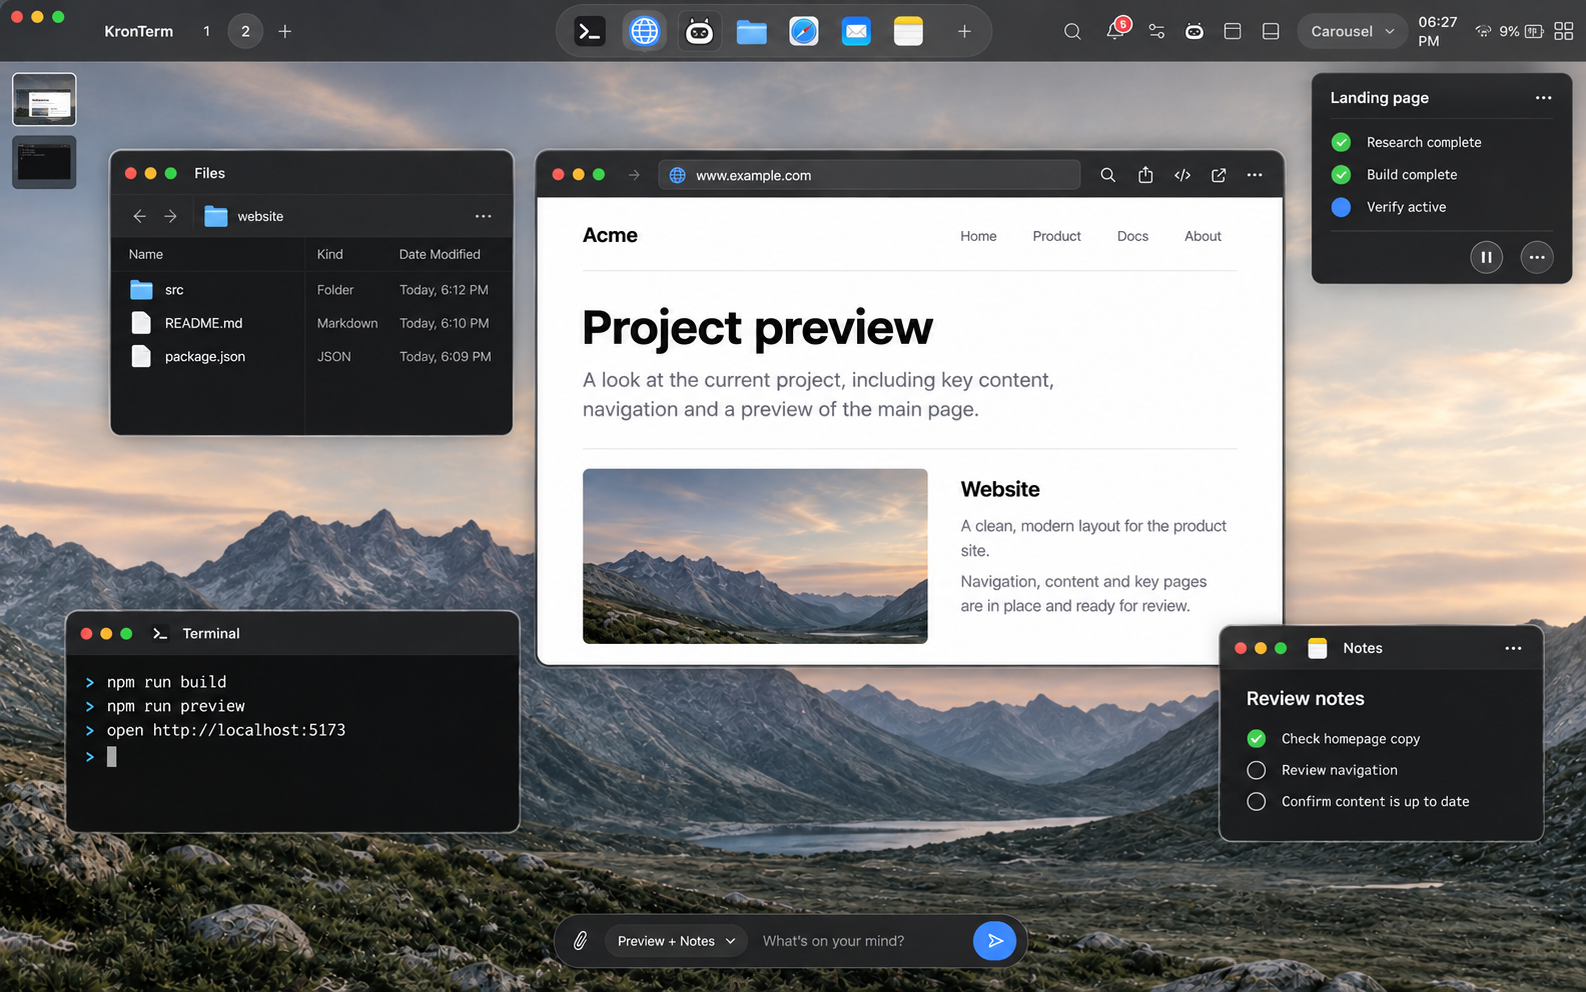 KronTerm 1 2
5
Carousel
06:27 PM
9%
Landing page
Research complete
Build complete
Verify active
Files
website
Name Kind Date Modified
src Folder Today, 6:12 PM
README.md Markdown Today, 6:10 PM
package.json JSON Today, 6:09 PM
www.example.com
Acme Home Product Docs About
Project preview
A look at the current project, including key content,
navigation and a preview of the main page.
Website
A clean, modern layout for the product
site.
Navigation, content and key pages
are in place and ready for review.
Terminal
> npm run build
> npm run preview
> open http://localhost:5173
>
Notes
Review notes
Check homepage copy
Review navigation
Confirm content is up to date
Preview + Notes What's on your mind?